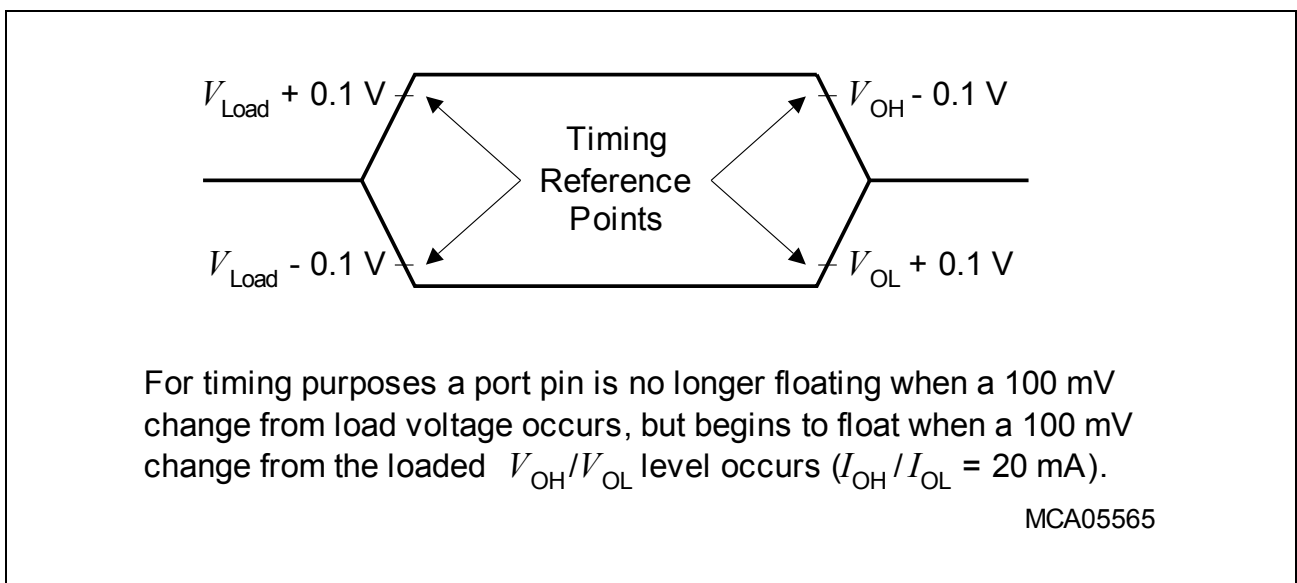 V_Load + 0.1 V
V_OH - 0.1 V
Timing
Reference
Points
V_Load - 0.1 V
V_OL + 0.1 V
For timing purposes a port pin is no longer floating when a 100 mV
change from load voltage occurs, but begins to float when a 100 mV
change from the loaded V_OH/V_OL level occurs (I_OH / I_OL = 20 mA).
MCA05565